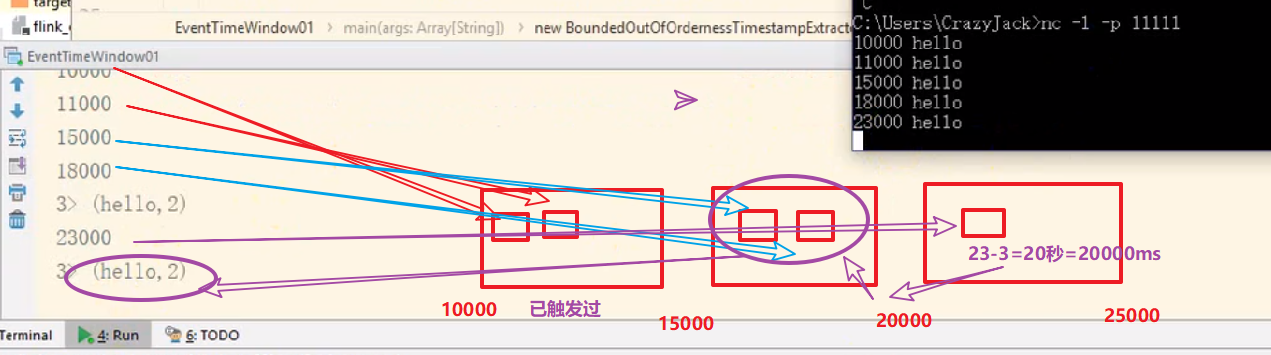 target
flink_
EventTimeWindow01 > main(args: Array[String]) > new BoundedOutOfOrdernessTimestampExtract
EventTimeWindow01
10000
11000
15000
18000
3> (hello,2)
23000
3> (hello,2)
C:\Users\CrazyJack>nc -l -p 11111
10000 hello
11000 hello
15000 hello
18000 hello
23000 hello
23-3=20秒=20000ms
10000
已触发过
15000
20000
25000
Terminal
4: Run
6: TODO